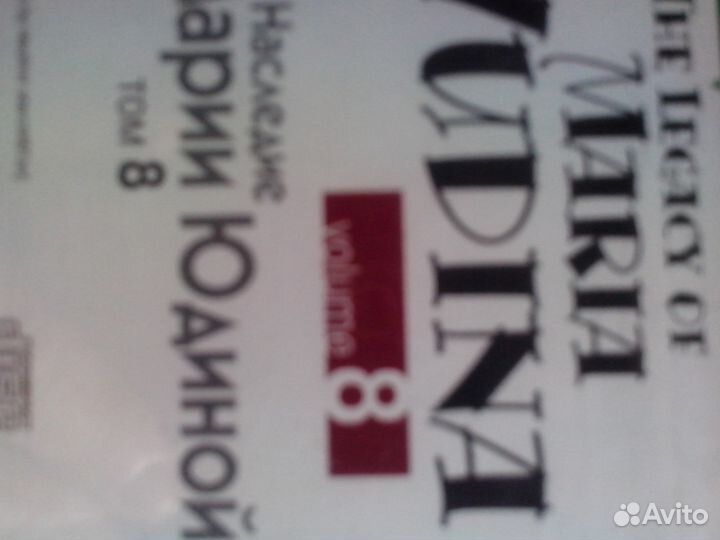 THE LEGACY OF
MARIA
YUDINA
volume 8
Наследие
Марии Юдиной
том 8
Avito